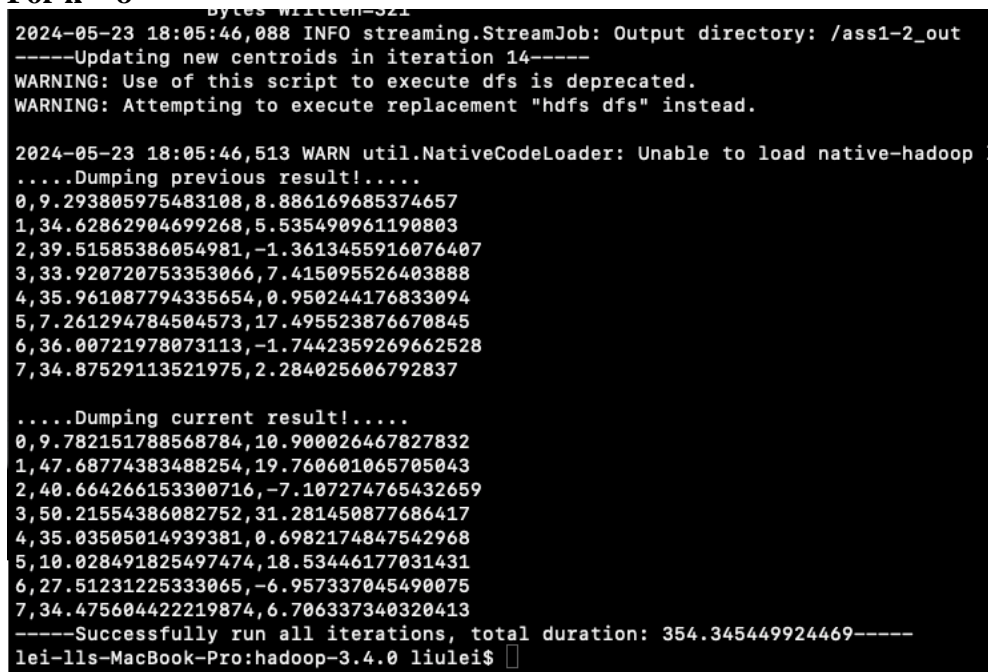 Bytes Written=521
2024-05-23 18:05:46,088 INFO streaming.StreamJob: Output directory: /ass1-2_out
-----Updating new centroids in iteration 14-----
WARNING: Use of this script to execute dfs is deprecated.
WARNING: Attempting to execute replacement "hdfs dfs" instead.
2024-05-23 18:05:46,513 WARN util.NativeCodeLoader: Unable to load native-hadoop
.....Dumping previous result!.....
0,9.293805975483108,8.886169685374657
1,34.62862904699268,5.535490961190803
2,39.51585386054981,-1.3613455916076407
3,33.920720753353066,7.415095526403888
4,35.961087794335654,0.950244176833094
5,7.261294784504573,17.495523876670845
6,36.00721978073113,-1.7442359269662528
7,34.87529113521975,2.284025606792837
.....Dumping current result!.....
0,9.782151788568784,10.900026467827832
1,47.68774383488254,19.760601065705043
2,40.664266153300716,-7.107274765432659
3,50.21554386082752,31.281450877686417
4,35.03505014939381,0.6982174847542968
5,10.028491825497474,18.53446177031431
6,27.51231225333065,-6.957337045490075
7,34.475604422219874,6.706337340320413
-----Successfully run all iterations, total duration: 354.345449924469-----
lei-lls-MacBook-Pro:hadoop-3.4.0 liulei$